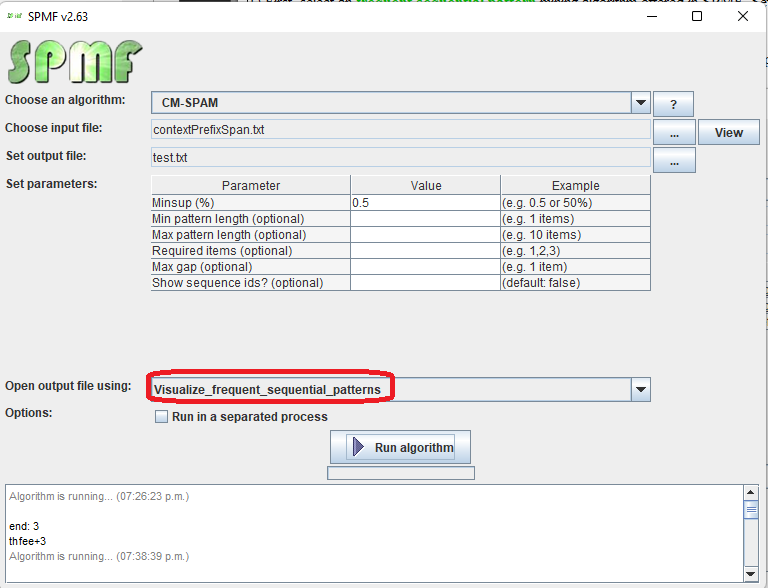 SPMF v2.63
SPMF
Choose an algorithm: CM-SPAM ?
Choose input file: contextPrefixSpan.txt ... View
Set output file: test.txt ...
Set parameters:
Parameter Value Example
Minsup (%) 0.5 (e.g. 0.5 or 50%)
Min pattern length (optional) (e.g. 1 items)
Max pattern length (optional) (e.g. 10 items)
Required items (optional) (e.g. 1,2,3)
Max gap (optional) (e.g. 1 item)
Show sequence ids? (optional) (default: false)
Open output file using: Visualize_frequent_sequential_patterns
Options: Run in a separated process
Run algorithm
Algorithm is running... (07:26:23 p.m.)
end: 3
thfee+3
Algorithm is running... (07:38:39 p.m.)